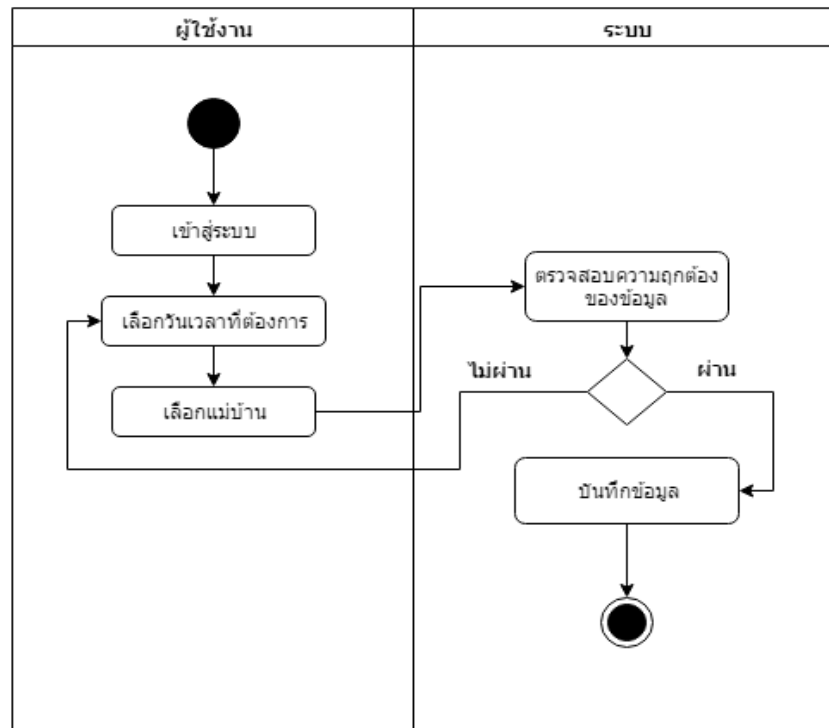 ผู้ใช้งาน
ระบบ
เข้าสู่ระบบ
เลือกวันเวลาที่ต้องการ
เลือกแม่บ้าน
ตรวจสอบความถูกต้อง
ของข้อมูล
ไม่ผ่าน
ผ่าน
บันทึกข้อมูล